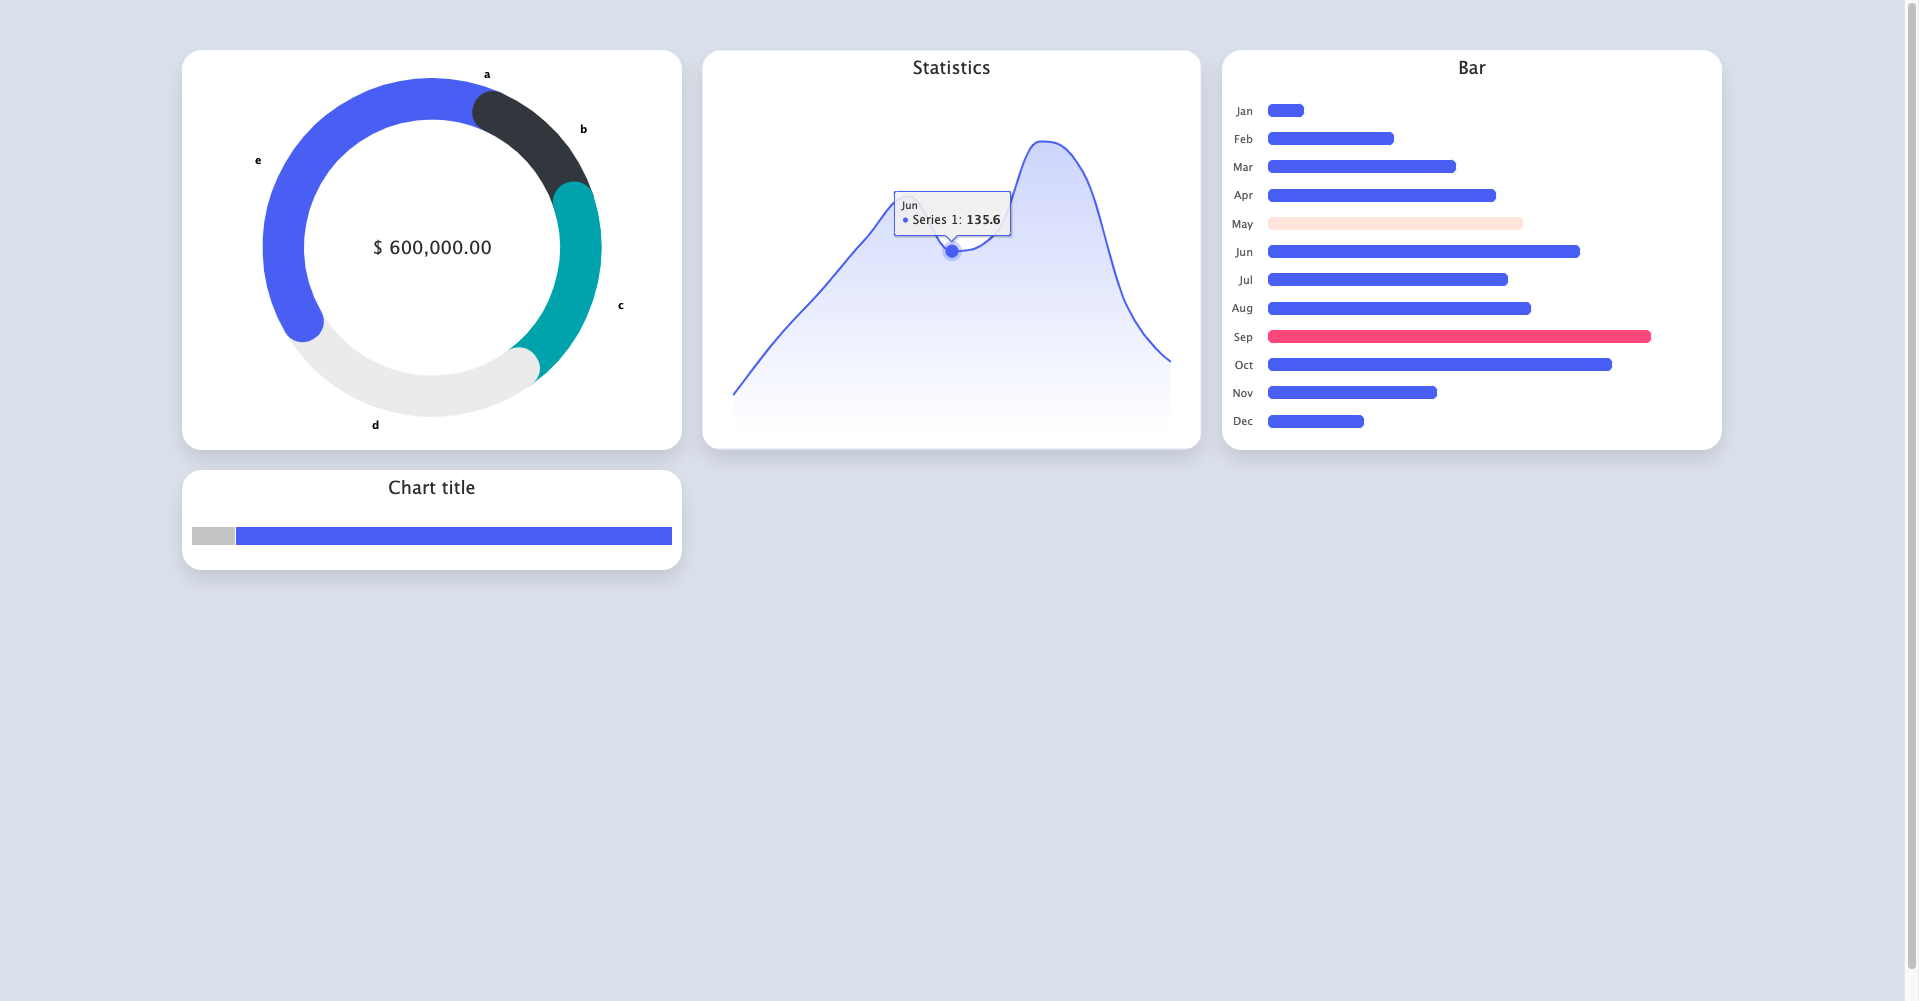 a
b
e
$ 600,000.00
c
d
Statistics
Jun
● Series 1: 135.6
Bar
Jan
Feb
Mar
Apr
May
Jun
Jul
Aug
Sep
Oct
Nov
Dec
Chart title